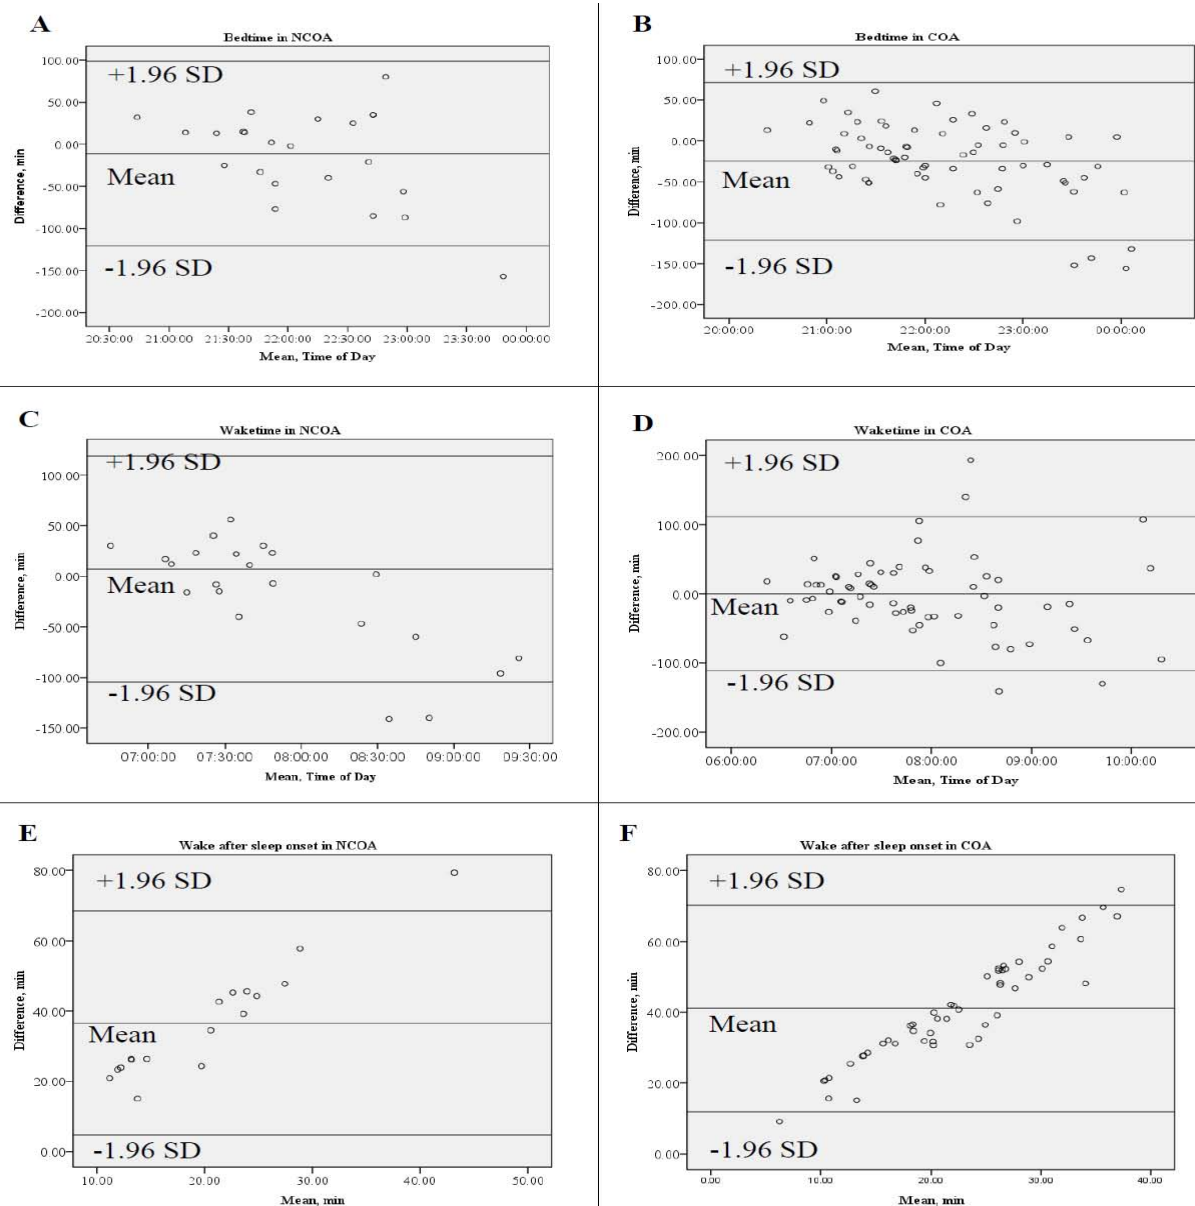 A
Bedtime in NCOA
100.00
+1.96 SD
50.00
0.00
Mean
-50.00
-100.00
-1.96 SD
-150.00
-200.00
Difference, min
20:30:00 21:00:00 21:30:00 22:00:00 22:30:00 23:00:00 23:30:00 00:00:00
Mean, Time of Day
B
Bedtime in COA
100.00
+1.96 SD
50.00
0.00
Mean
-50.00
-100.00
-1.96 SD
-150.00
-200.00
Difference, min
20:00:00 21:00:00 22:00:00 23:00:00 00:00:00
Mean, Time of Day
C
Waketime in NCOA
+1.96 SD
100.00
50.00
0.00
Mean
-50.00
-100.00
-1.96 SD
-150.00
Difference, min
07:00:00 07:30:00 08:00:00 08:30:00 09:00:00 09:30:00
Mean, Time of Day
D
Waketime in COA
200.00
+1.96 SD
100.00
0.00
Mean
-100.00
-1.96 SD
-200.00
Difference, min
06:00:00 07:00:00 08:00:00 09:00:00 10:00:00
Mean, Time of Day
E
Wake after sleep onset in NCOA
80.00
+1.96 SD
60.00
40.00
Mean
20.00
0.00
-1.96 SD
Difference, min
10.00 20.00 30.00 40.00 50.00
Mean, min
F
Wake after sleep onset in COA
80.00
+1.96 SD
60.00
40.00
Mean
20.00
0.00
-1.96 SD
Difference, min
0.00 10.00 20.00 30.00 40.00
Mean, min